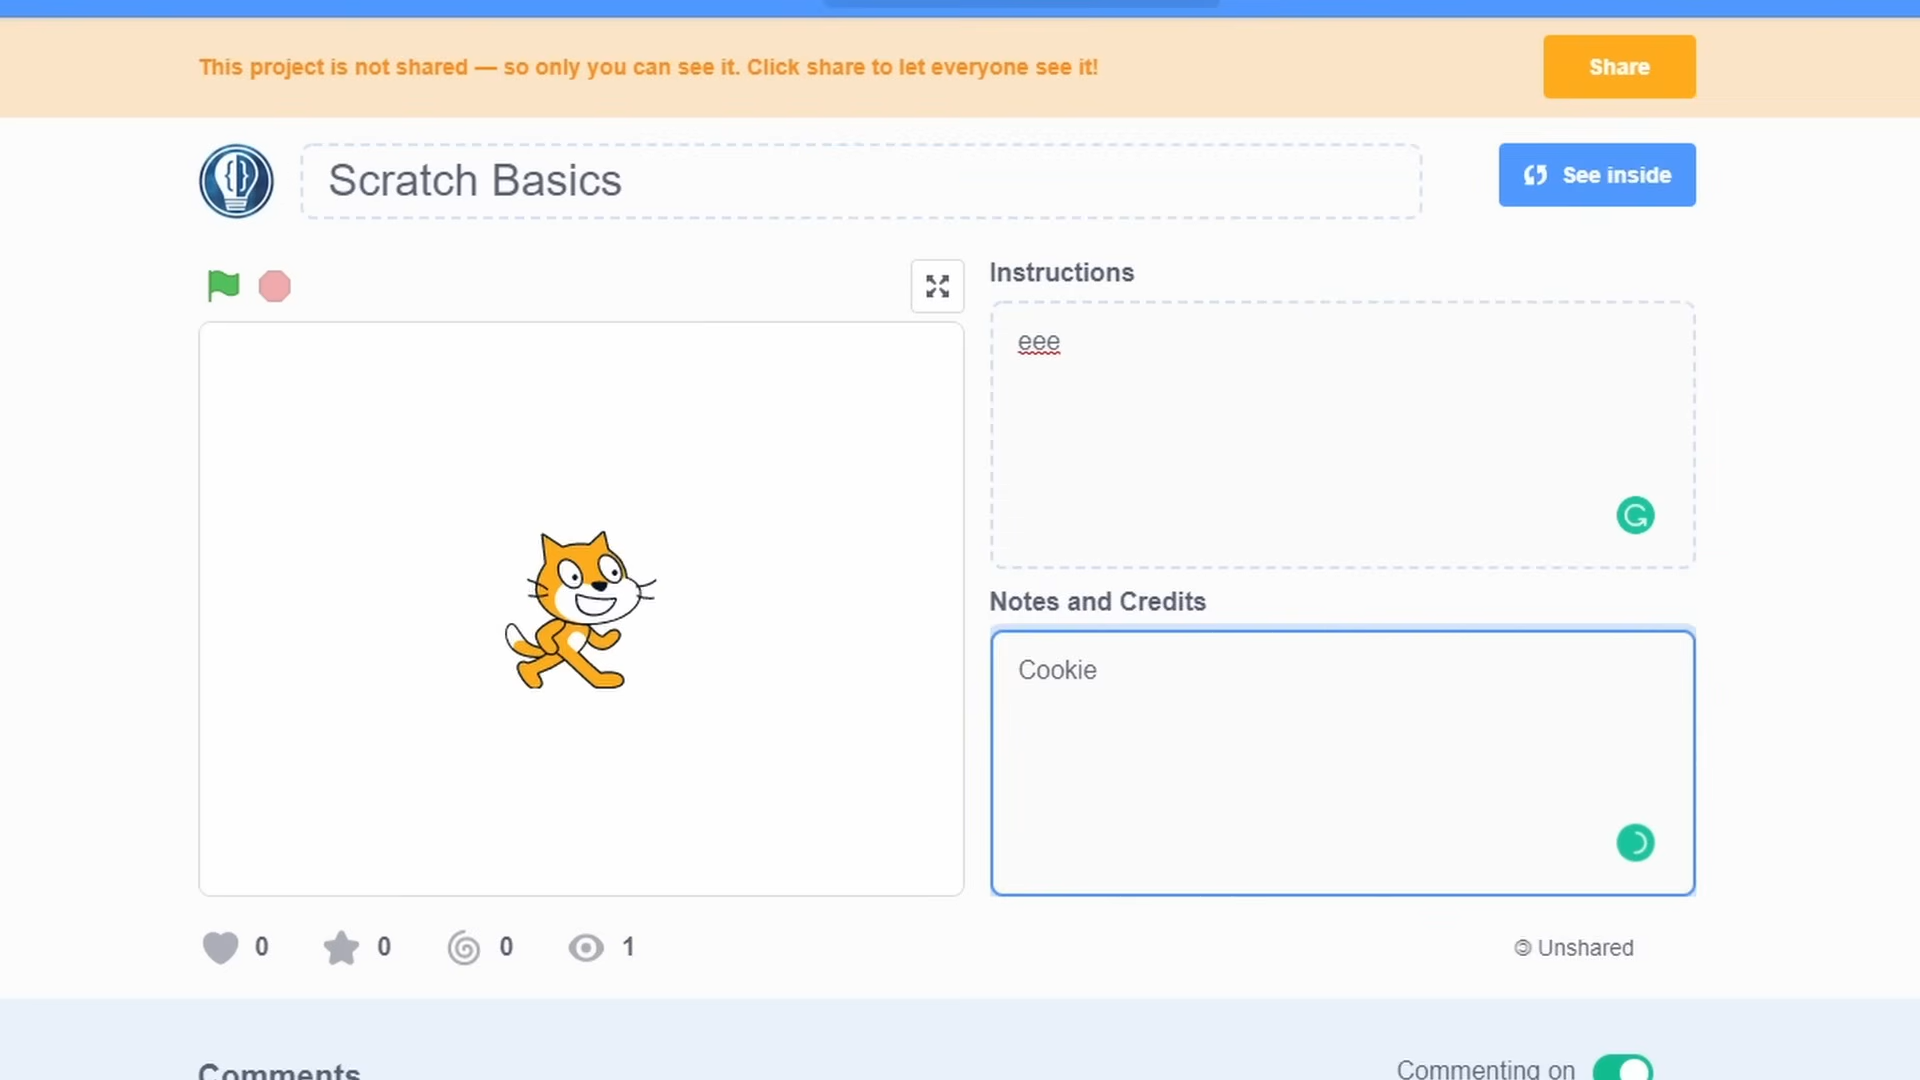 This project is not shared — so only you can see it. Click share to let everyone see it!
Share
Scratch Basics
See inside
Instructions
eee
Notes and Credits
Cookie
0
0
0
1
Unshared
Comments
Commenting on